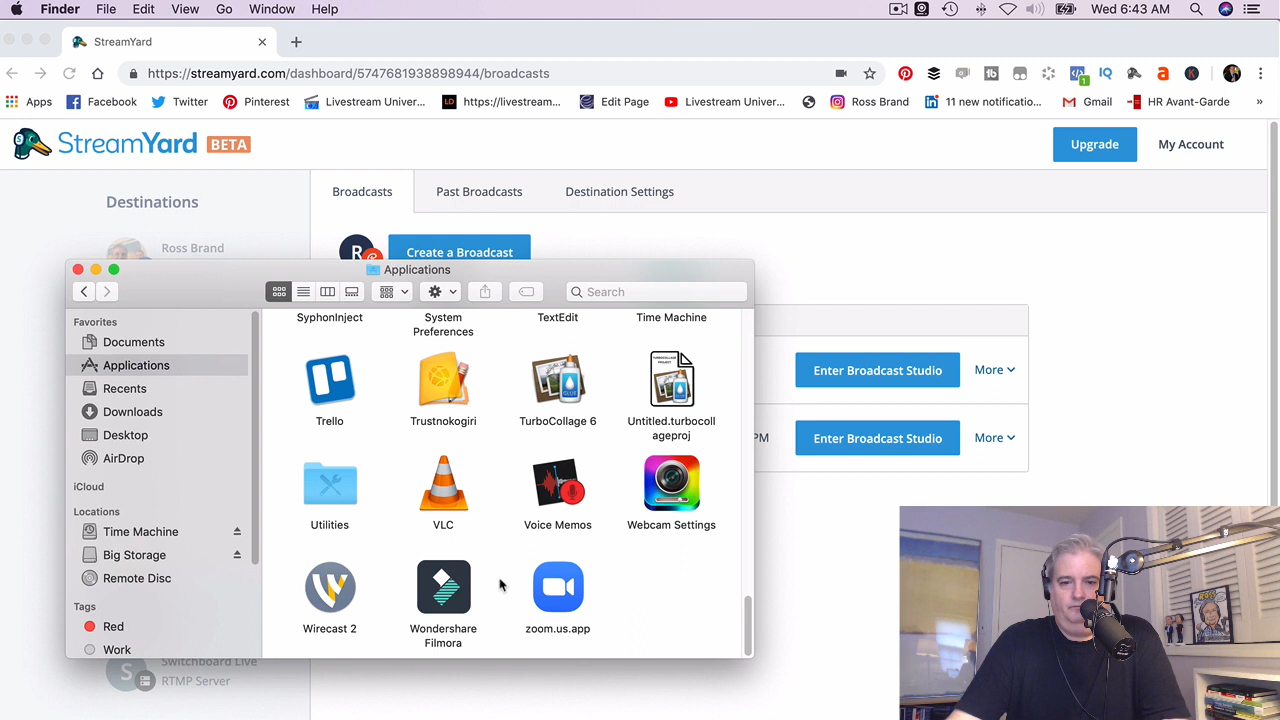 Finder File Edit View Go Window Help Wed 6:43 AM
StreamYard
https://streamyard.com/dashboard/5747681938898944/broadcasts
1
Apps Facebook Twitter Pinterest Livestream Univer... https://livestream... Edit Page Livestream Univer... Ross Brand 11 new notificatio... Gmail HR Avant-Garde »
StreamYard BETA
Upgrade
My Account
Destinations
Broadcasts
Past Broadcasts
Destination Settings
Ross Brand
R
Create a Broadcast
Applications
Search
Favorites
Documents
Applications
Recents
Downloads
Desktop
AirDrop
iCloud
Locations
Time Machine
Big Storage
Remote Disc
Tags
Red
Work
SyphonInject
System
Preferences
TextEdit
Time Machine
Trello
Trustnokogiri
TurboCollage 6
Untitled.turbocoll
ageproj
Utilities
VLC
Voice Memos
Webcam Settings
Wirecast 2
Wondershare
Filmora
zoom.us.app
Enter Broadcast Studio
More
PM
Enter Broadcast Studio
More
Switchboard Live
S
RTMP Server